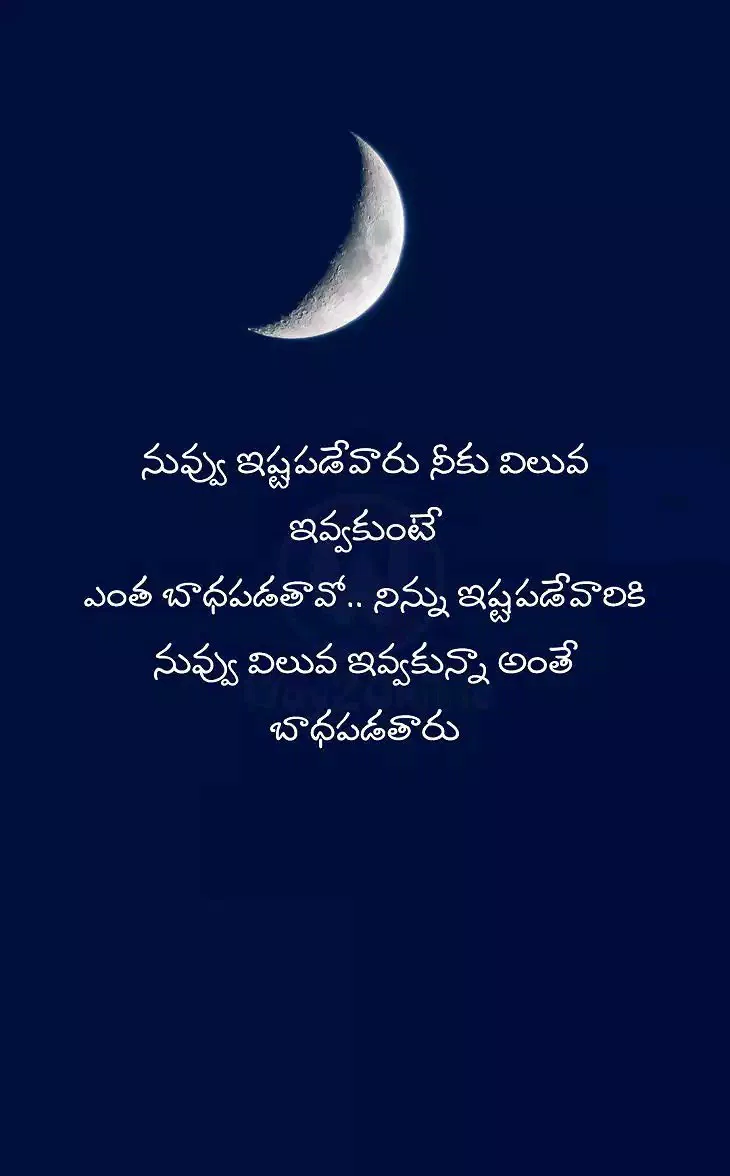 నువ్వు ఇష్టపడేవారు నీకు విలువ
ఇవ్వకుంటే
ఎంత బాధపడతావో.. నిన్ను ఇష్టపడేవారికి
నువ్వు విలువ ఇవ్వకున్నా అంతే
బాధపడతారు